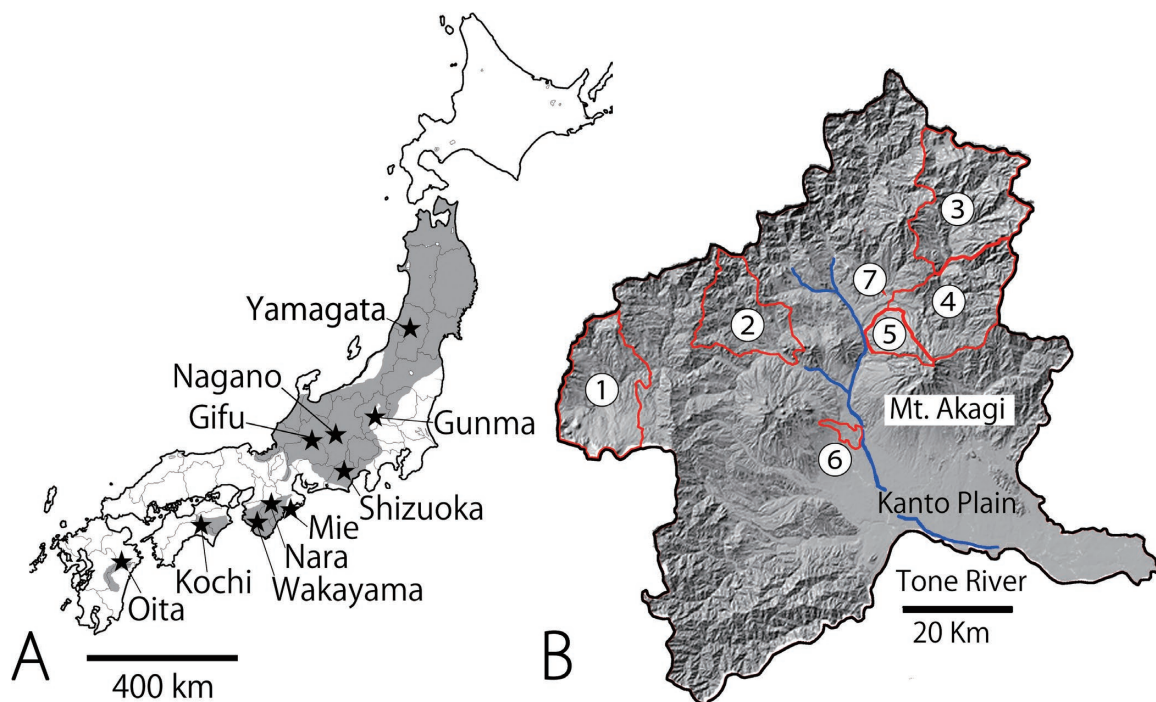 Yamagata
Nagano
Gifu
Gunma
Shizuoka
Mie
Nara
Wakayama
Kochi
Oita
A
400 km
1
2
3
4
5
6
7
Mt. Akagi
Kanto Plain
Tone River
20 Km
B